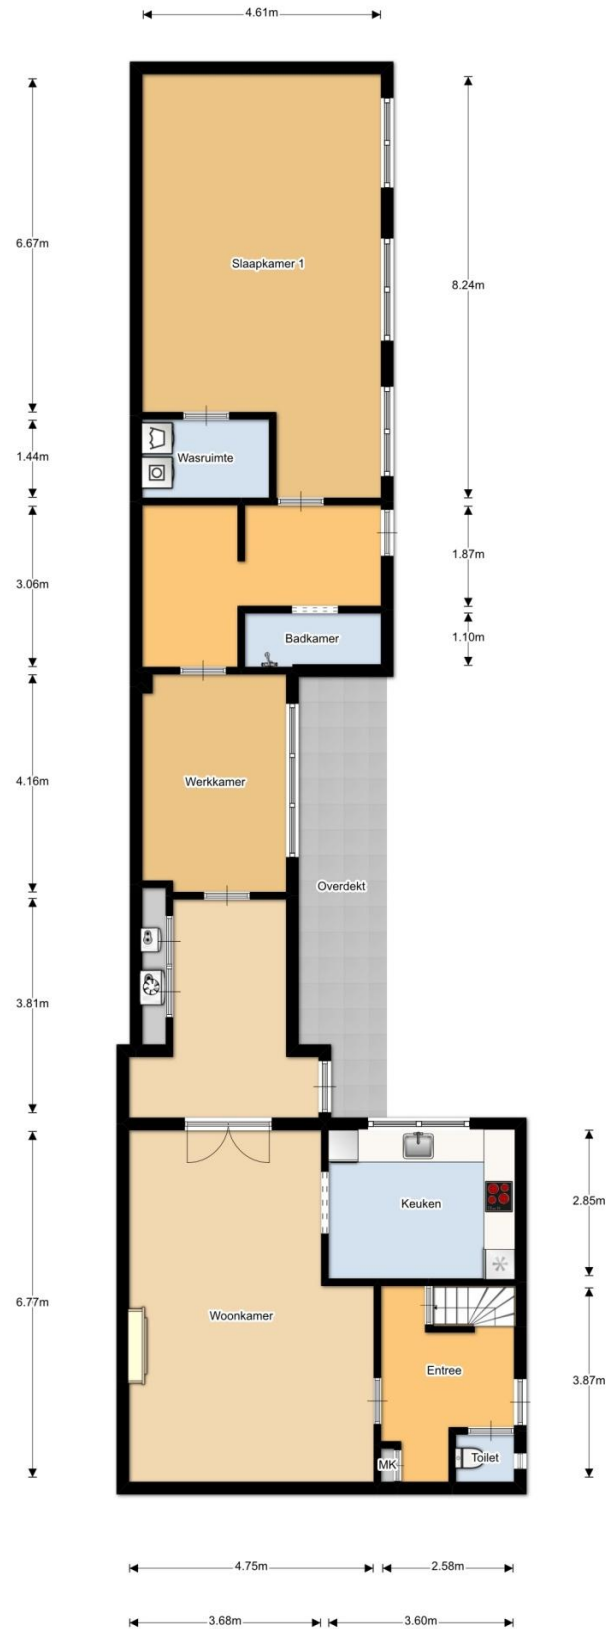 4.61m
6.67m
Slaapkamer 1
8.24m
1.44m
Wasruimte
1.87m
3.06m
Badkamer
1.10m
4.16m
Werkkamer
Overdekt
3.81m
2.85m
Keuken
6.77m
Woonkamer
Entree
3.87m
MK
Toilet
4.75m
2.58m
3.68m
3.60m